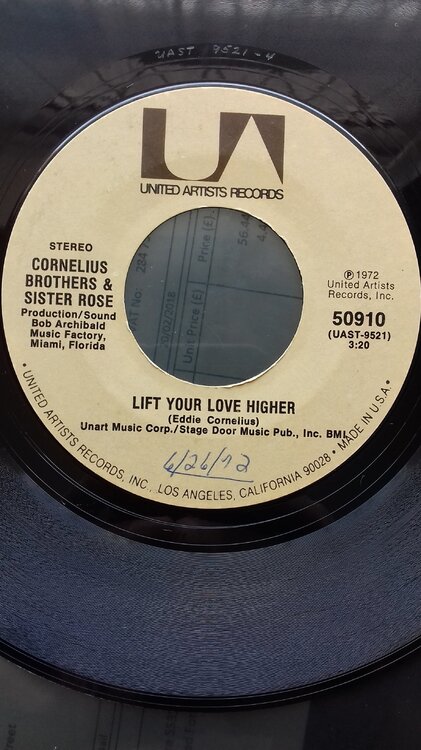 UAST 9521-4
UA
UNITED ARTISTS RECORDS
STEREO
CORNELIUS
BROTHERS &
SISTER ROSE
Production/Sound
Bob Archibald
Music Factory,
Miami, Florida
℗ 1972
United Artists
Records, Inc.
50910
(UAST-9521)
3:20
Price (£)
Unit Price (£)
LIFT YOUR LOVE HIGHER
(Eddie Cornelius)
Unart Music Corp./Stage Door Music Pub., Inc. BMI
6/26/72
• UNITED ARTISTS RECORDS, INC., LOS ANGELES, CALIFORNIA 90028 • MADE IN U.S.A. •